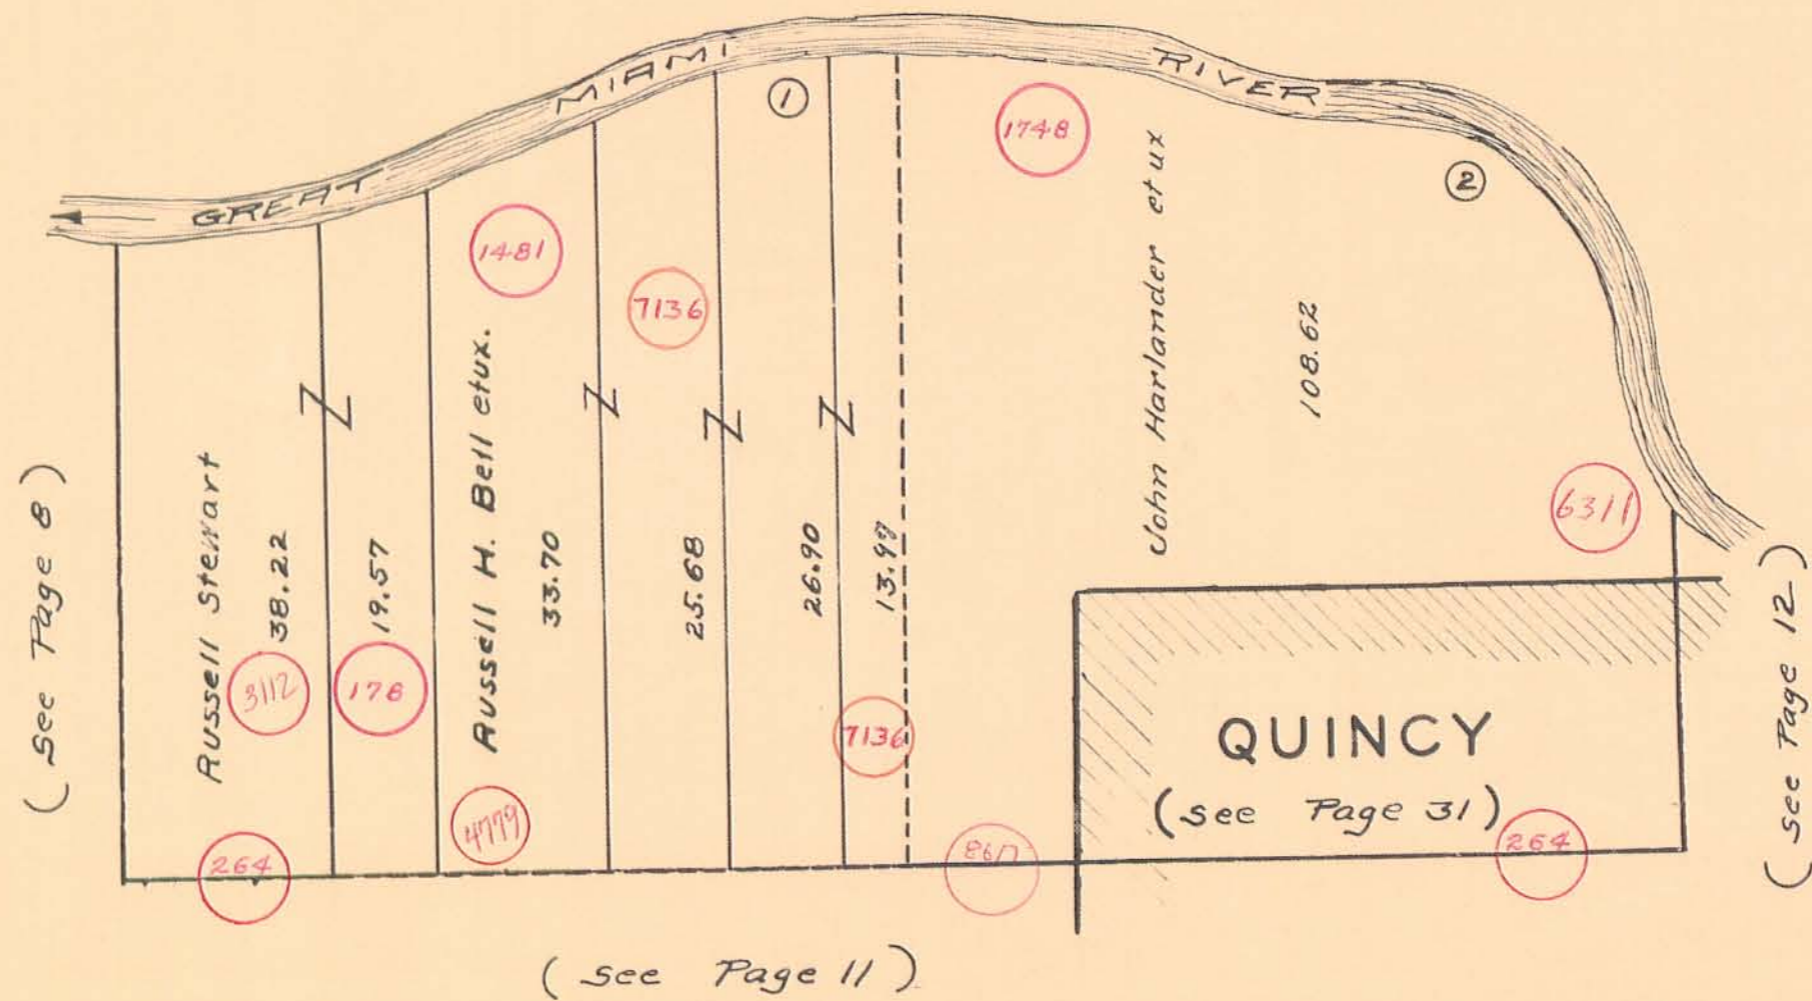 GREAT MIAMI RIVER
1
2
1748
1481
7136
Russell Stewart
38.22
19.57
Russell H. Bell etux.
33.70
25.68
26.90
John Harlander et ux
108.62
6311
3112
178
7136
4779
264
264
QUINCY
(see Page 31)
(See Page 8)
(see Page 12)
(See Page 11)